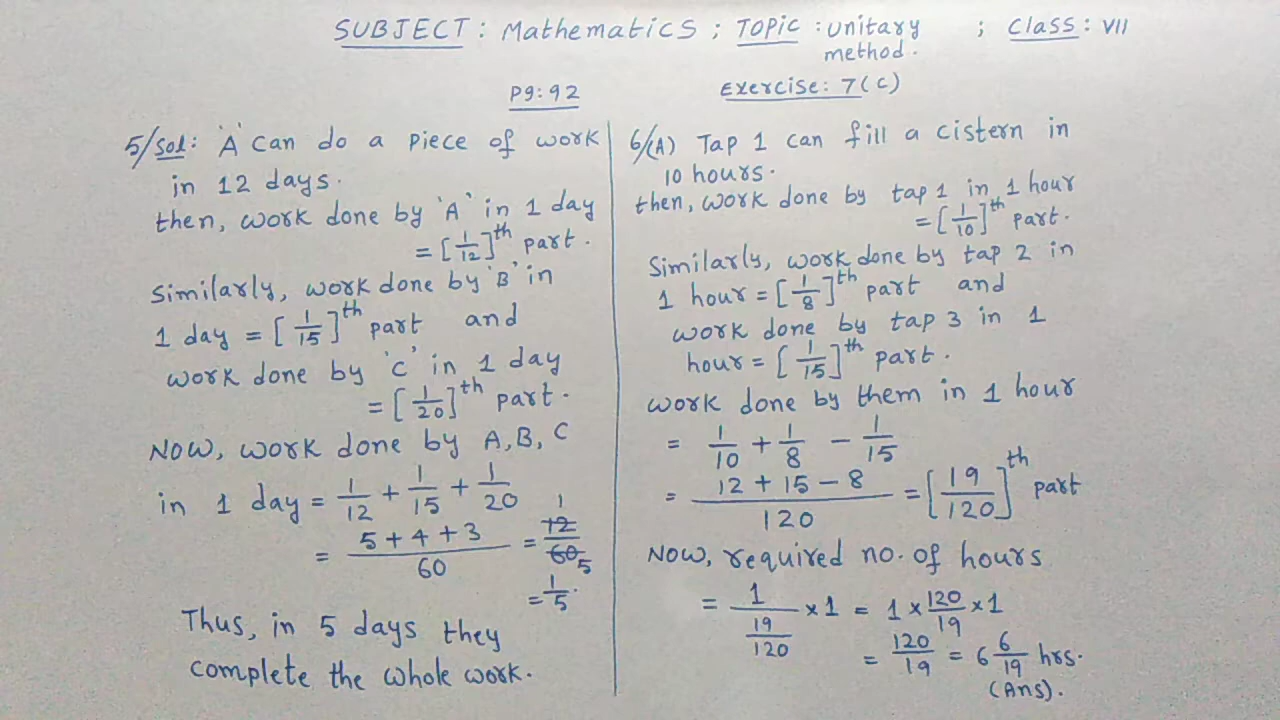 SUBJECT : Mathematics ; TOPIC : Unitary method. ; Class : VII
Pg: 92
Exercise: 7(C)
5/Sol: 'A' can do a piece of work
in 12 days.
then, work done by 'A' in 1 day
= [1/12]th part.
Similarly, work done by 'B' in
1 day = [1/15]th part and
work done by 'C' in 1 day
= [1/20]th part.
Now, work done by A, B, C
in 1 day = 1/12 + 1/15 + 1/20
= 5 + 4 + 3 / 60 = 12 1 / 60 5
= 1/5.
Thus, in 5 days they
complete the whole work.
6/(A) Tap 1 can fill a cistern in
10 hours.
then, work done by tap 1 in 1 hour
= [1/10]th part.
Similarly, work done by tap 2 in
1 hour = [1/8]th part and
work done by tap 3 in 1
hour = [1/15]th part.
work done by them in 1 hour
= 1/10 + 1/8 - 1/15
= 12 + 15 - 8 / 120 = [19/120]th part
Now, required no. of hours
= 1 / 19/120 × 1 = 1 × 120/19 × 1
= 120/19 = 6 6/19 hrs.
(Ans).